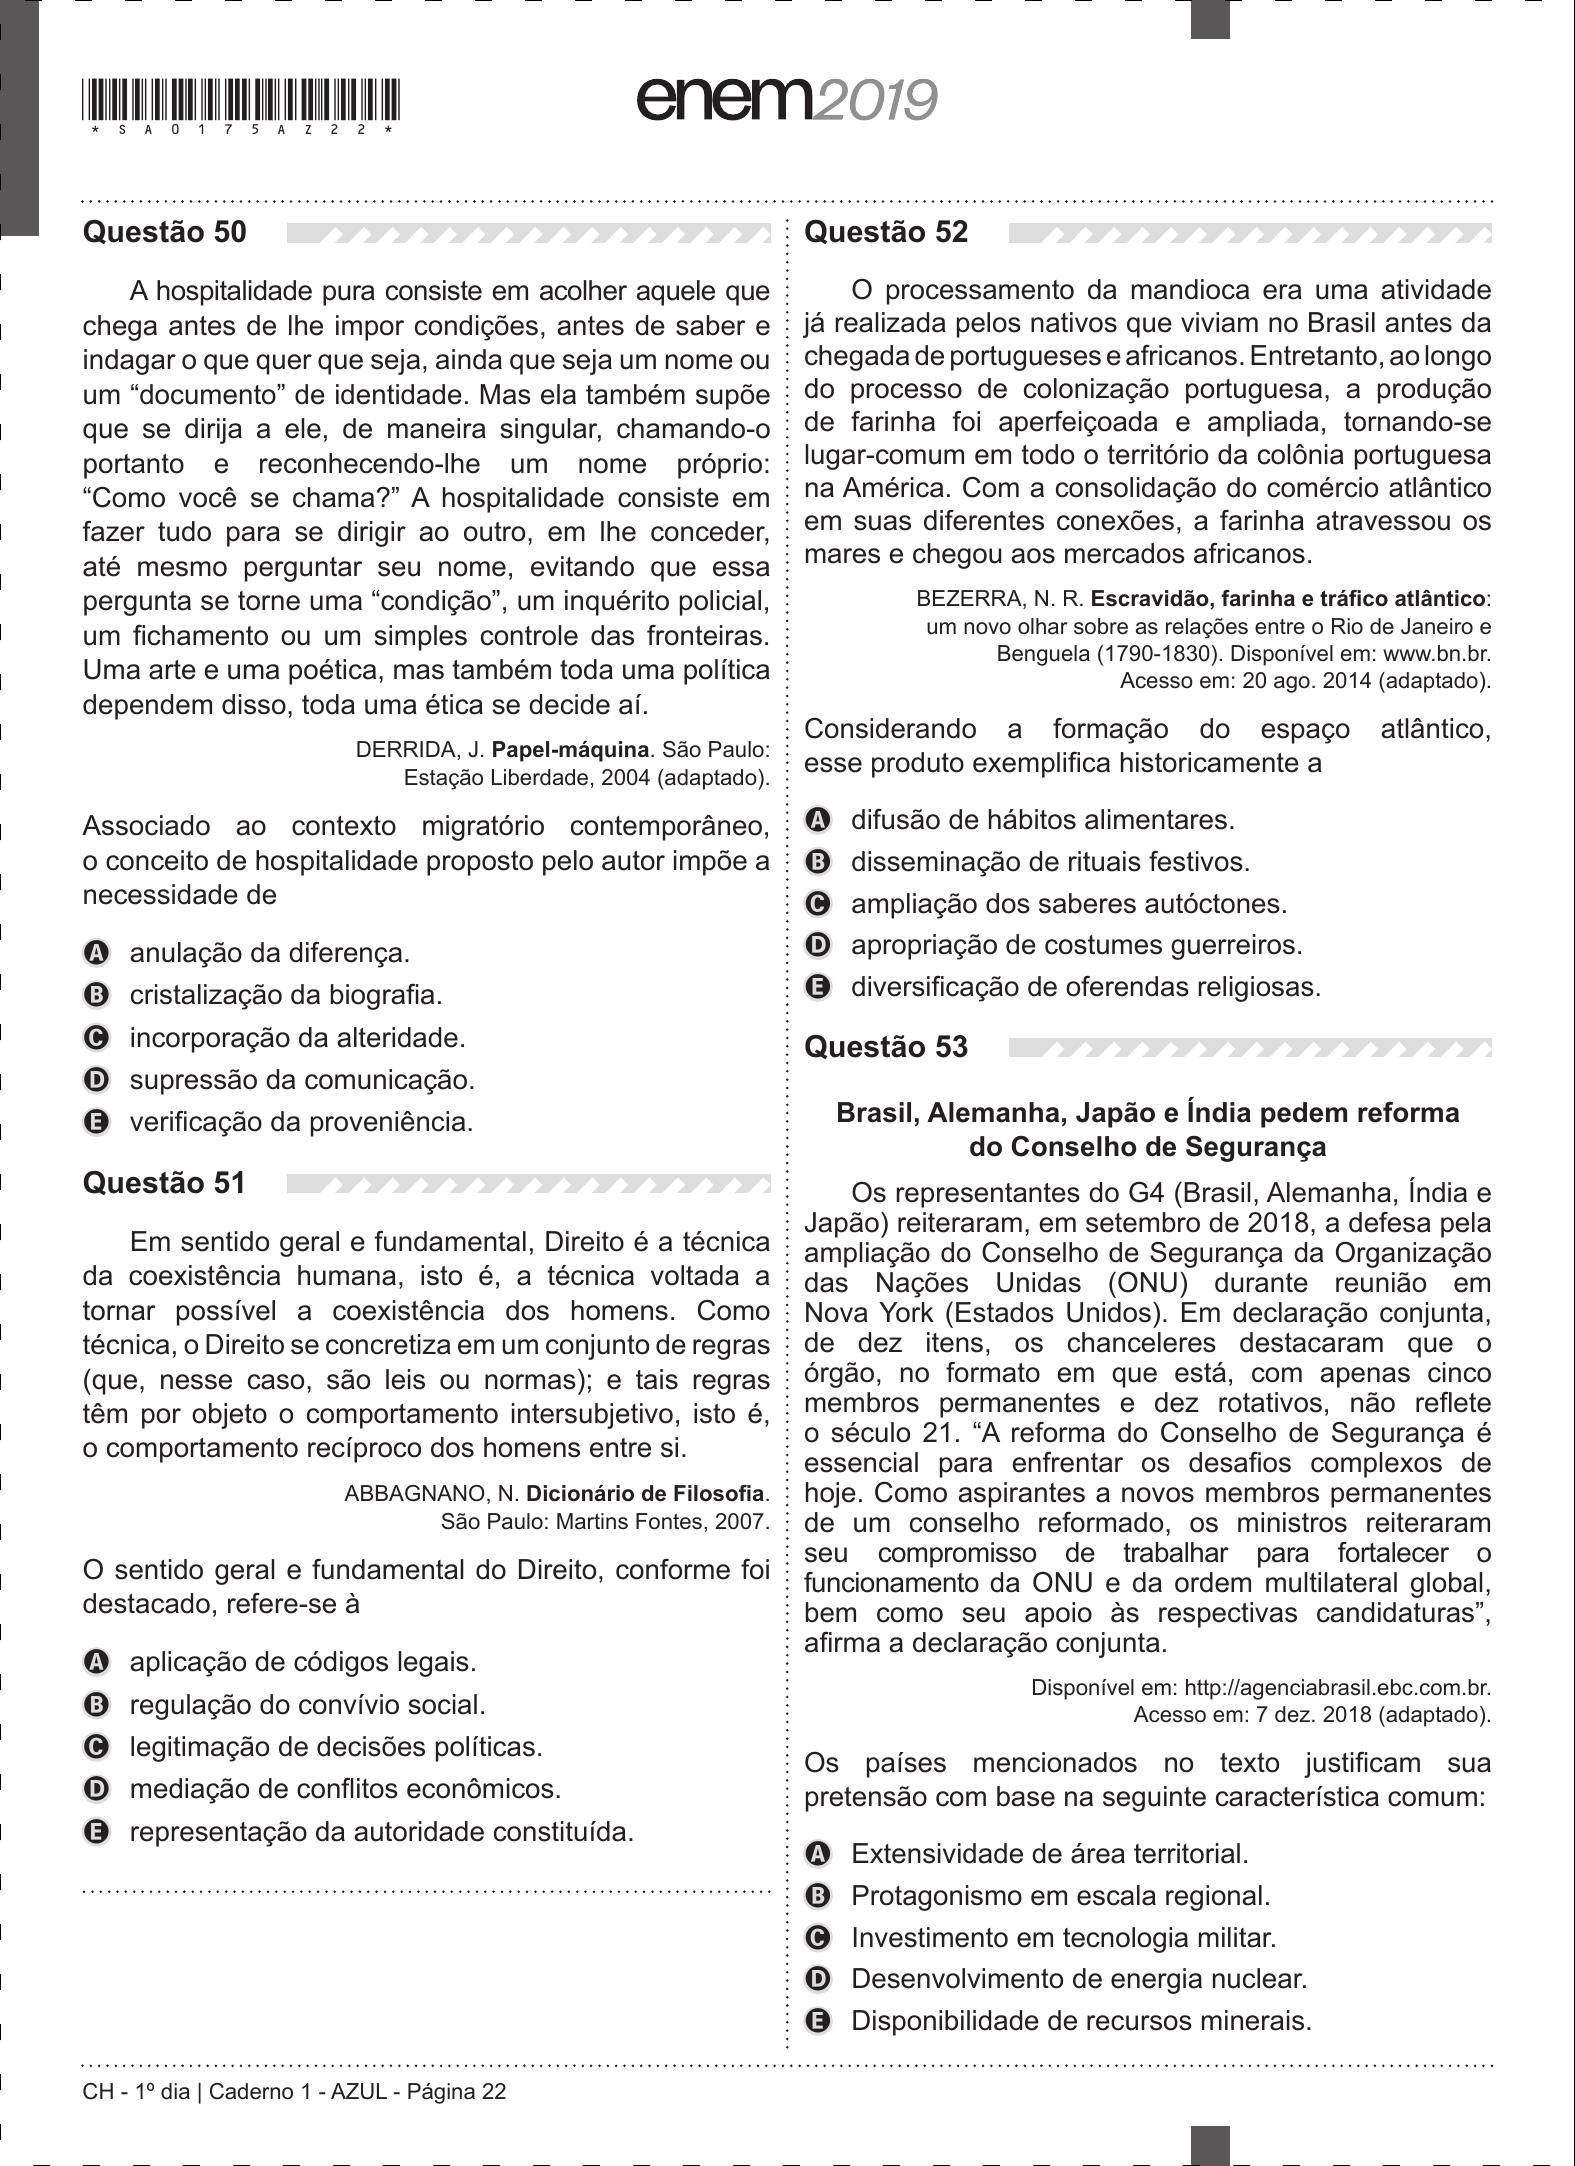 *SA0175AZ22*
enem2019
Questão 50
A hospitalidade pura consiste em acolher aquele que
chega antes de lhe impor condições, antes de saber e
indagar o que quer que seja, ainda que seja um nome ou
um “documento” de identidade. Mas ela também supõe
que se dirija a ele, de maneira singular, chamando-o
portanto e reconhecendo-lhe um nome próprio:
“Como você se chama?” A hospitalidade consiste em
fazer tudo para se dirigir ao outro, em lhe conceder,
até mesmo perguntar seu nome, evitando que essa
pergunta se torne uma “condição”, um inquérito policial,
um fichamento ou um simples controle das fronteiras.
Uma arte e uma poética, mas também toda uma política
dependem disso, toda uma ética se decide aí.
DERRIDA, J. Papel-máquina. São Paulo:
Estação Liberdade, 2004 (adaptado).
Associado ao contexto migratório contemporâneo,
o conceito de hospitalidade proposto pelo autor impõe a
necessidade de
A anulação da diferença.
B cristalização da biografia.
C incorporação da alteridade.
D supressão da comunicação.
E verificação da proveniência.
Questão 51
Em sentido geral e fundamental, Direito é a técnica
da coexistência humana, isto é, a técnica voltada a
tornar possível a coexistência dos homens. Como
técnica, o Direito se concretiza em um conjunto de regras
(que, nesse caso, são leis ou normas); e tais regras
têm por objeto o comportamento intersubjetivo, isto é,
o comportamento recíproco dos homens entre si.
ABBAGNANO, N. Dicionário de Filosofia.
São Paulo: Martins Fontes, 2007.
O sentido geral e fundamental do Direito, conforme foi
destacado, refere-se à
A aplicação de códigos legais.
B regulação do convívio social.
C legitimação de decisões políticas.
D mediação de conflitos econômicos.
E representação da autoridade constituída.
Questão 52
O processamento da mandioca era uma atividade
já realizada pelos nativos que viviam no Brasil antes da
chegada de portugueses e africanos. Entretanto, ao longo
do processo de colonização portuguesa, a produção
de farinha foi aperfeiçoada e ampliada, tornando-se
lugar-comum em todo o território da colônia portuguesa
na América. Com a consolidação do comércio atlântico
em suas diferentes conexões, a farinha atravessou os
mares e chegou aos mercados africanos.
BEZERRA, N. R. Escravidão, farinha e tráfico atlântico:
um novo olhar sobre as relações entre o Rio de Janeiro e
Benguela (1790-1830). Disponível em: www.bn.br.
Acesso em: 20 ago. 2014 (adaptado).
Considerando a formação do espaço atlântico,
esse produto exemplifica historicamente a
A difusão de hábitos alimentares.
B disseminação de rituais festivos.
C ampliação dos saberes autóctones.
D apropriação de costumes guerreiros.
E diversificação de oferendas religiosas.
Questão 53
Brasil, Alemanha, Japão e Índia pedem reforma
do Conselho de Segurança
Os representantes do G4 (Brasil, Alemanha, Índia e
Japão) reiteraram, em setembro de 2018, a defesa pela
ampliação do Conselho de Segurança da Organização
das Nações Unidas (ONU) durante reunião em
Nova York (Estados Unidos). Em declaração conjunta,
de dez itens, os chanceleres destacaram que o
órgão, no formato em que está, com apenas cinco
membros permanentes e dez rotativos, não reflete
o século 21. “A reforma do Conselho de Segurança é
essencial para enfrentar os desafios complexos de
hoje. Como aspirantes a novos membros permanentes
de um conselho reformado, os ministros reiteraram
seu compromisso de trabalhar para fortalecer o
funcionamento da ONU e da ordem multilateral global,
bem como seu apoio às respectivas candidaturas”,
afirma a declaração conjunta.
Disponível em: http://agenciabrasil.ebc.com.br.
Acesso em: 7 dez. 2018 (adaptado).
Os países mencionados no texto justificam sua
pretensão com base na seguinte característica comum:
A Extensividade de área territorial.
B Protagonismo em escala regional.
C Investimento em tecnologia militar.
D Desenvolvimento de energia nuclear.
E Disponibilidade de recursos minerais.
CH - 1º dia | Caderno 1 - AZUL - Página 22